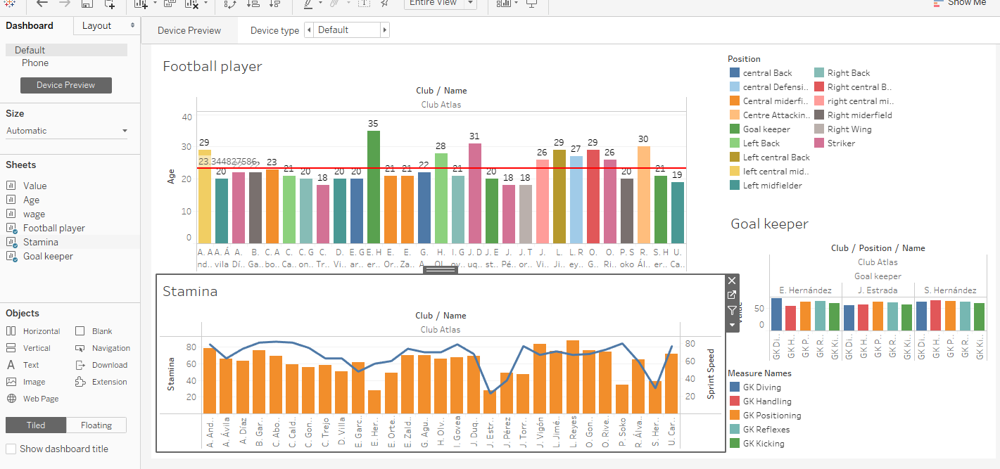 Entire View
Show Me
Dashboard
Layout
Default
Phone
Device Preview
Size
Automatic
Sheets
Value
Age
wage
Football player
Stamina
Goal keeper
Objects
Horizontal Blank
Vertical Navigation
Text Download
Image Extension
Web Page
Tiled Floating
Show dashboard title
Device Preview Device type Default
Football player
Club / Name
Club Atlas
Age
40
30
20
10
0
23.344827586
29 20 22 22 23 21 20 18 20 20 35 21 21 22 28 21 31 20 18 18 26 29 27 29 26 20 30 21 19
A. A A. Á A. B. C. A C. C. G C. D. E. G E. H E. E. G. H. I. G J. D J. E J. J. T J. L. L. R O. O. P. S R. S. H U.
nd.. vila Dí.. Ga.. bo.. Ca.. on.. Tr.. Vi.. ar.. er.. Or.. Za.. A.. Ol.. ov.. uq.. st.. Pé.. or.. Vi.. Ji.. ey.. G.. Ri.. oko Ál.. er.. Ca..
Stamina
Club / Name
Club Atlas
Stamina
80
60
40
20
Sprint Speed
80
60
40
20
A. And..
A. Ávila
A. Díaz
B. Gar..
C. Abo..
C. Cald..
C. Gon..
C. Trejo
D. Villa
E. Garc..
E. Her..
E. Orte..
E. Zald..
G. Agu..
H. Olv..
I. Govea
J. Duq..
J. Estr..
J. Pérez
J. Torr..
J. Vigón
L. Jimé..
L. Reyes
O. Gon..
O. Rive..
P. Soko
R. Álva..
S. Her..
U. Car..
Position
central Back
central Defensi..
Central miderfi..
Centre Attackin..
Goal keeper
Left Back
Left central Back
left central mid..
Left midfielder
Right Back
Right central B..
right central mi..
Right miderfield
Right Wing
Striker
Goal keeper
Club / Position / Name
Club Atlas
Goal keeper
E. Hernández J. Estrada S. Hernández
50
0
GK Di..
GK H..
GK P..
GK R..
GK Ki..
GK Di..
GK H..
GK P..
GK R..
GK Ki..
GK Di..
GK H..
GK P..
GK R..
GK Ki..
Measure Names
GK Diving
GK Handling
GK Positioning
GK Reflexes
GK Kicking